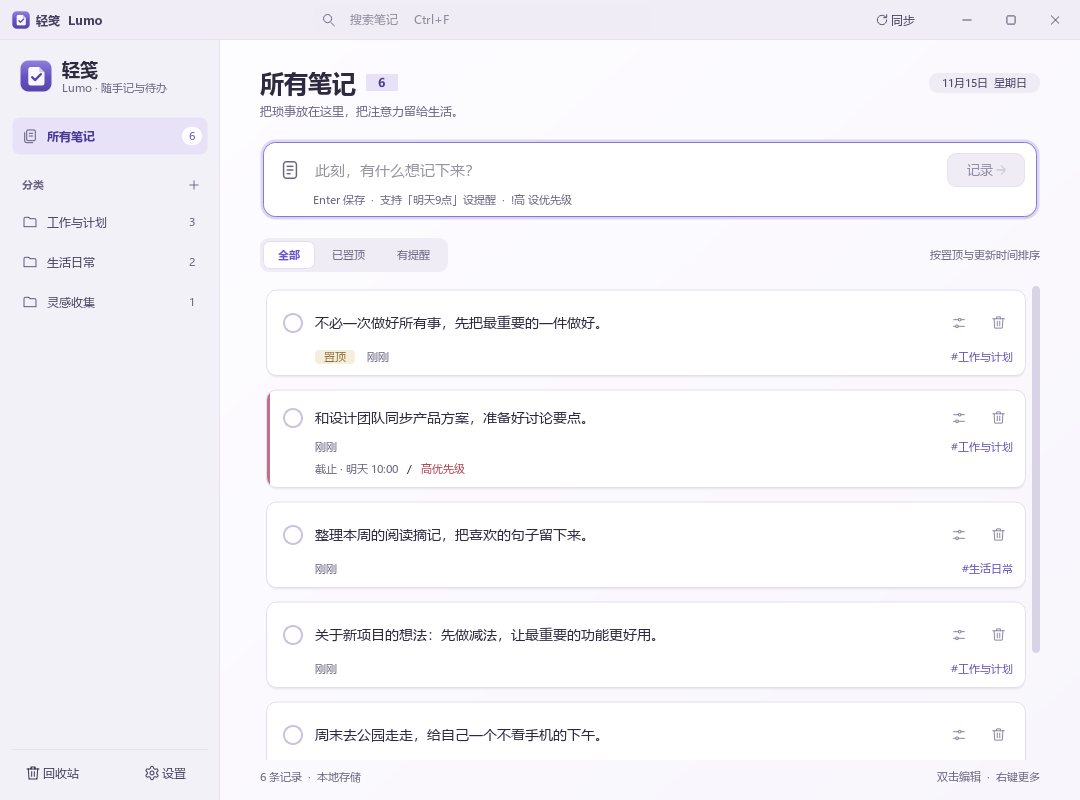 轻笺 Lumo
搜索笔记 Ctrl+F
同步
轻笺
Lumo · 随手记与待办
所有笔记 6
分类
工作与计划 3
生活日常 2
灵感收集 1
回收站
设置
所有笔记 6
11月15日 星期日
把琐事放在这里，把注意力留给生活。
此刻，有什么想记下来?
记录→
Enter 保存 · 支持「明天9点」设提醒 · !高 设优先级
全部
已置顶
有提醒
按置顶与更新时间排序
不必一次做好所有事，先把最重要的一件做好。
置顶 刚刚
#工作与计划
和设计团队同步产品方案，准备好讨论要点。
刚刚
#工作与计划
截止 · 明天 10:00 / 高优先级
整理本周的阅读摘记，把喜欢的句子留下来。
刚刚
#生活日常
关于新项目的想法：先做减法，让最重要的功能更好用。
刚刚
#工作与计划
周末去公园走走，给自己一个不看手机的下午。
6 条记录 · 本地存储
双击编辑 · 右键更多